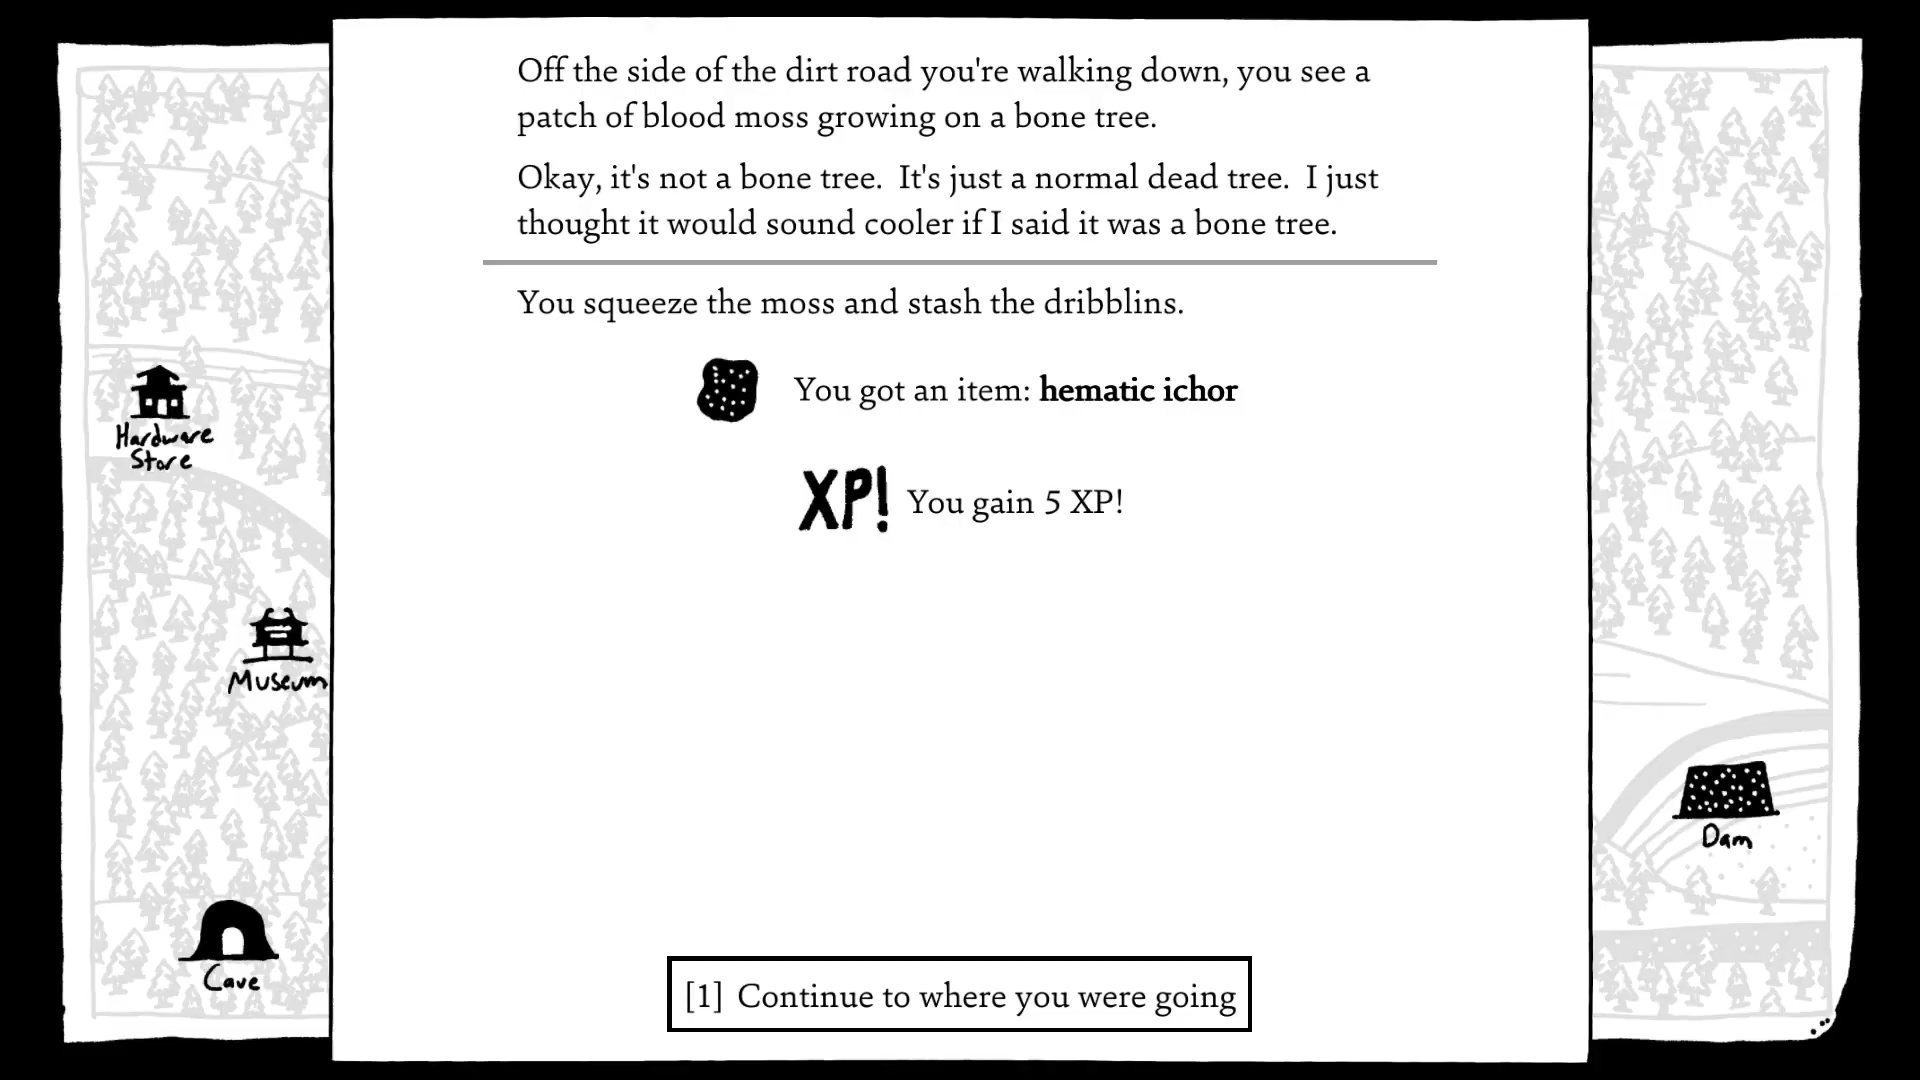 Off the side of the dirt road you're walking down, you see a
patch of blood moss growing on a bone tree.
Okay, it's not a bone tree.  It's just a normal dead tree.  I just
thought it would sound cooler if I said it was a bone tree.
You squeeze the moss and stash the dribblins.
You got an item: hematic ichor
XP! You gain 5 XP!
[1] Continue to where you were going
Hardware
Store
Museum
Cave
Dam